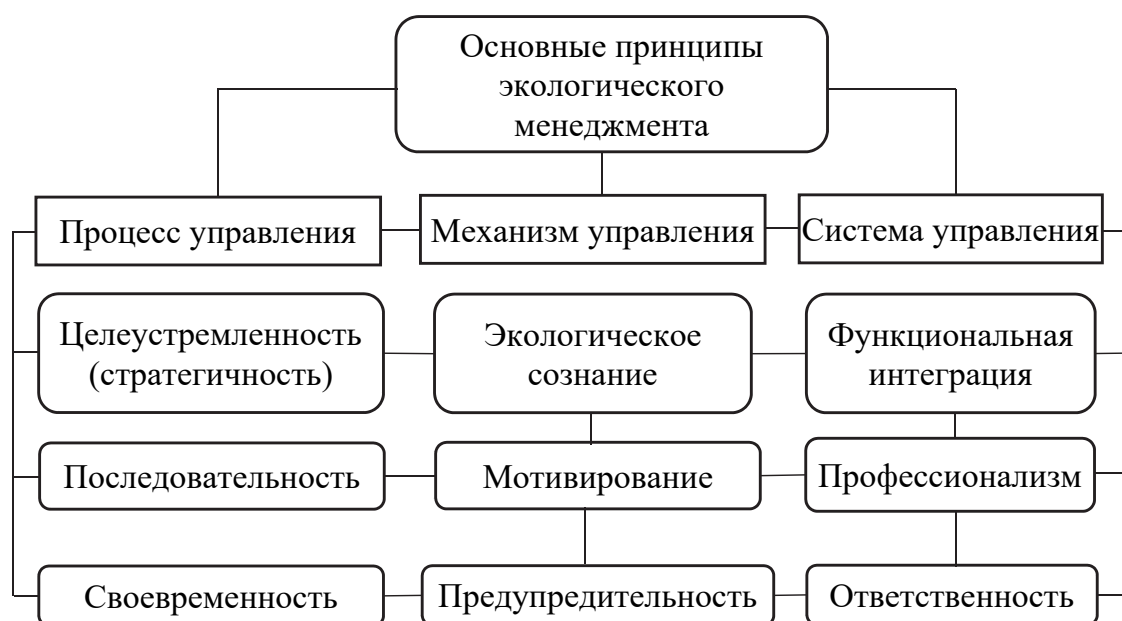 Основные принципы
экологического
менеджмента
Процесс управления
Механизм управления
Система управления
Целеустремленность
(стратегичность)
Экологическое
сознание
Функциональная
интеграция
Последовательность
Мотивирование
Профессионализм
Своевременность
Предупредительность
Ответственность